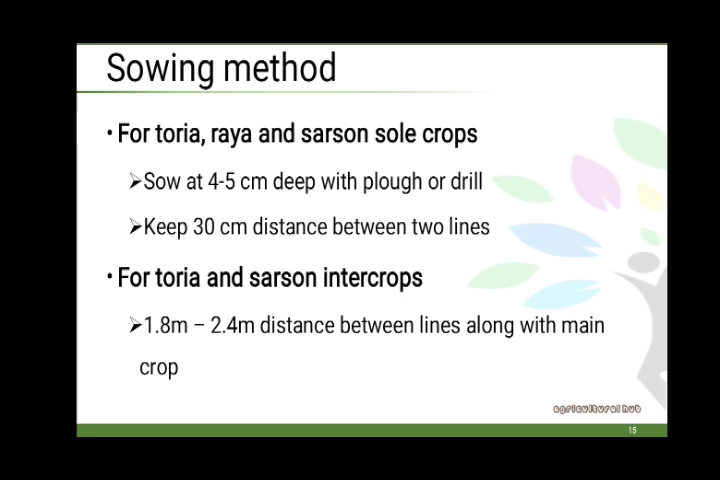 Sowing method
• For toria, raya and sarson sole crops
➢Sow at 4-5 cm deep with plough or drill
➢Keep 30 cm distance between two lines
• For toria and sarson intercrops
➢1.8m – 2.4m distance between lines along with main
crop
agricultural hub
15